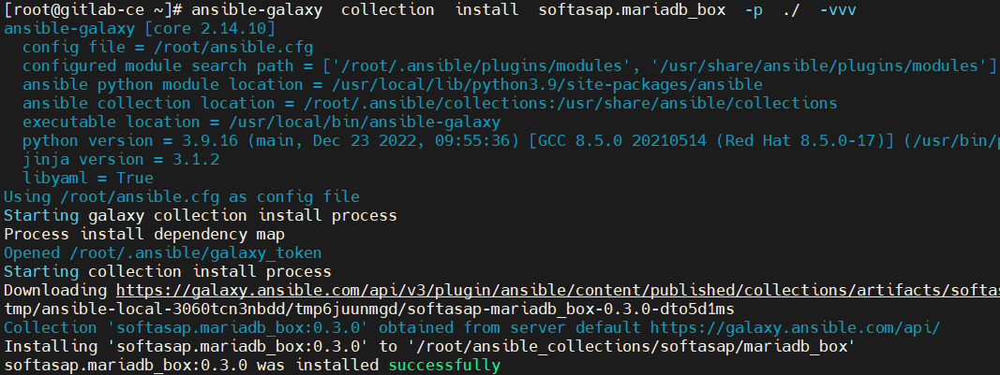 [root@gitlab-ce ~]# ansible-galaxy collection install softasap.mariadb_box -p ./ -vvv
ansible-galaxy [core 2.14.10]
config file = /root/ansible.cfg
configured module search path = ['/root/.ansible/plugins/modules', '/usr/share/ansible/plugins/modules']
ansible python module location = /usr/local/lib/python3.9/site-packages/ansible
ansible collection location = /root/.ansible/collections:/usr/share/ansible/collections
executable location = /usr/local/bin/ansible-galaxy
python version = 3.9.16 (main, Dec 23 2022, 09:55:36) [GCC 8.5.0 20210514 (Red Hat 8.5.0-17)] (/usr/bin/p
jinja version = 3.1.2
libyaml = True
Using /root/ansible.cfg as config file
Starting galaxy collection install process
Process install dependency map
Opened /root/.ansible/galaxy_token
Starting collection install process
Downloading https://galaxy.ansible.com/api/v3/plugin/ansible/content/published/collections/artifacts/softas
tmp/ansible-local-3060tcn3nbdd/tmp6juunmgd/softasap-mariadb_box-0.3.0-dto5d1ms
Collection 'softasap.mariadb_box:0.3.0' obtained from server default https://galaxy.ansible.com/api/
Installing 'softasap.mariadb_box:0.3.0' to '/root/ansible_collections/softasap/mariadb_box'
softasap.mariadb_box:0.3.0 was installed successfully